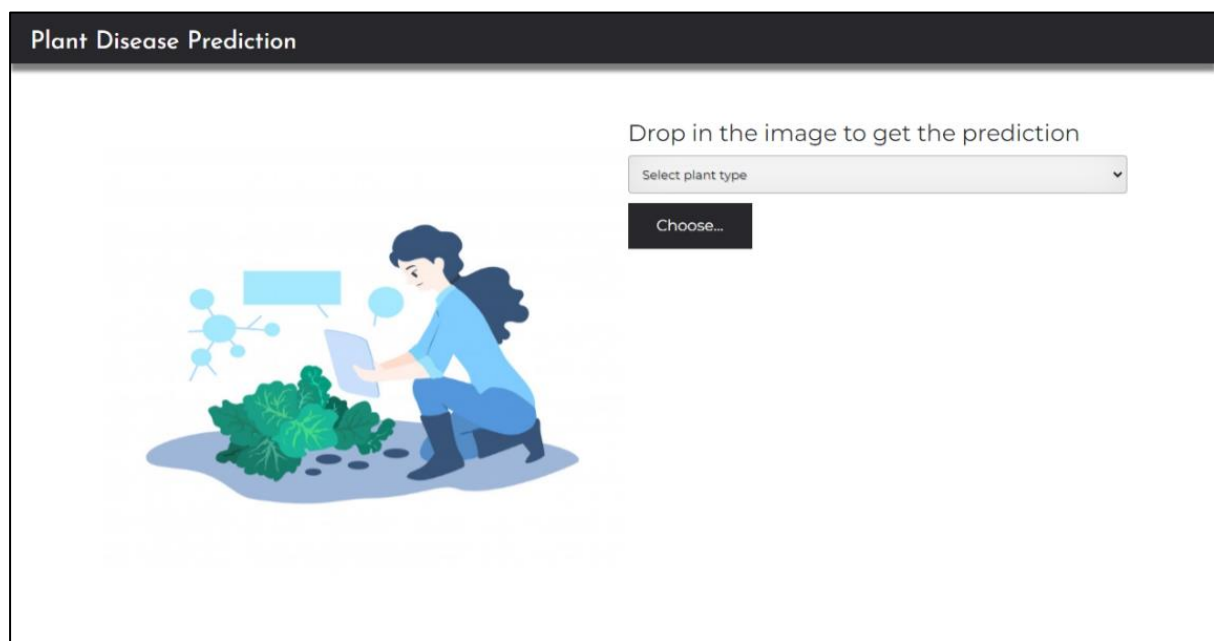 Plant Disease Prediction
Drop in the image to get the prediction
Select plant type
Choose...